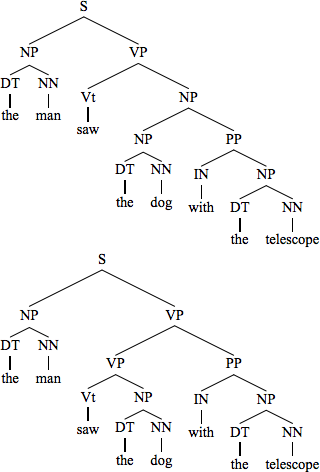 S
NP VP
DT NN Vt NP
the man saw NP PP
DT NN IN NP
the dog with DT NN
the telescope
S
NP VP
DT NN VP PP
the man Vt NP IN NP
saw DT NN with DT NN
the dog the telescope